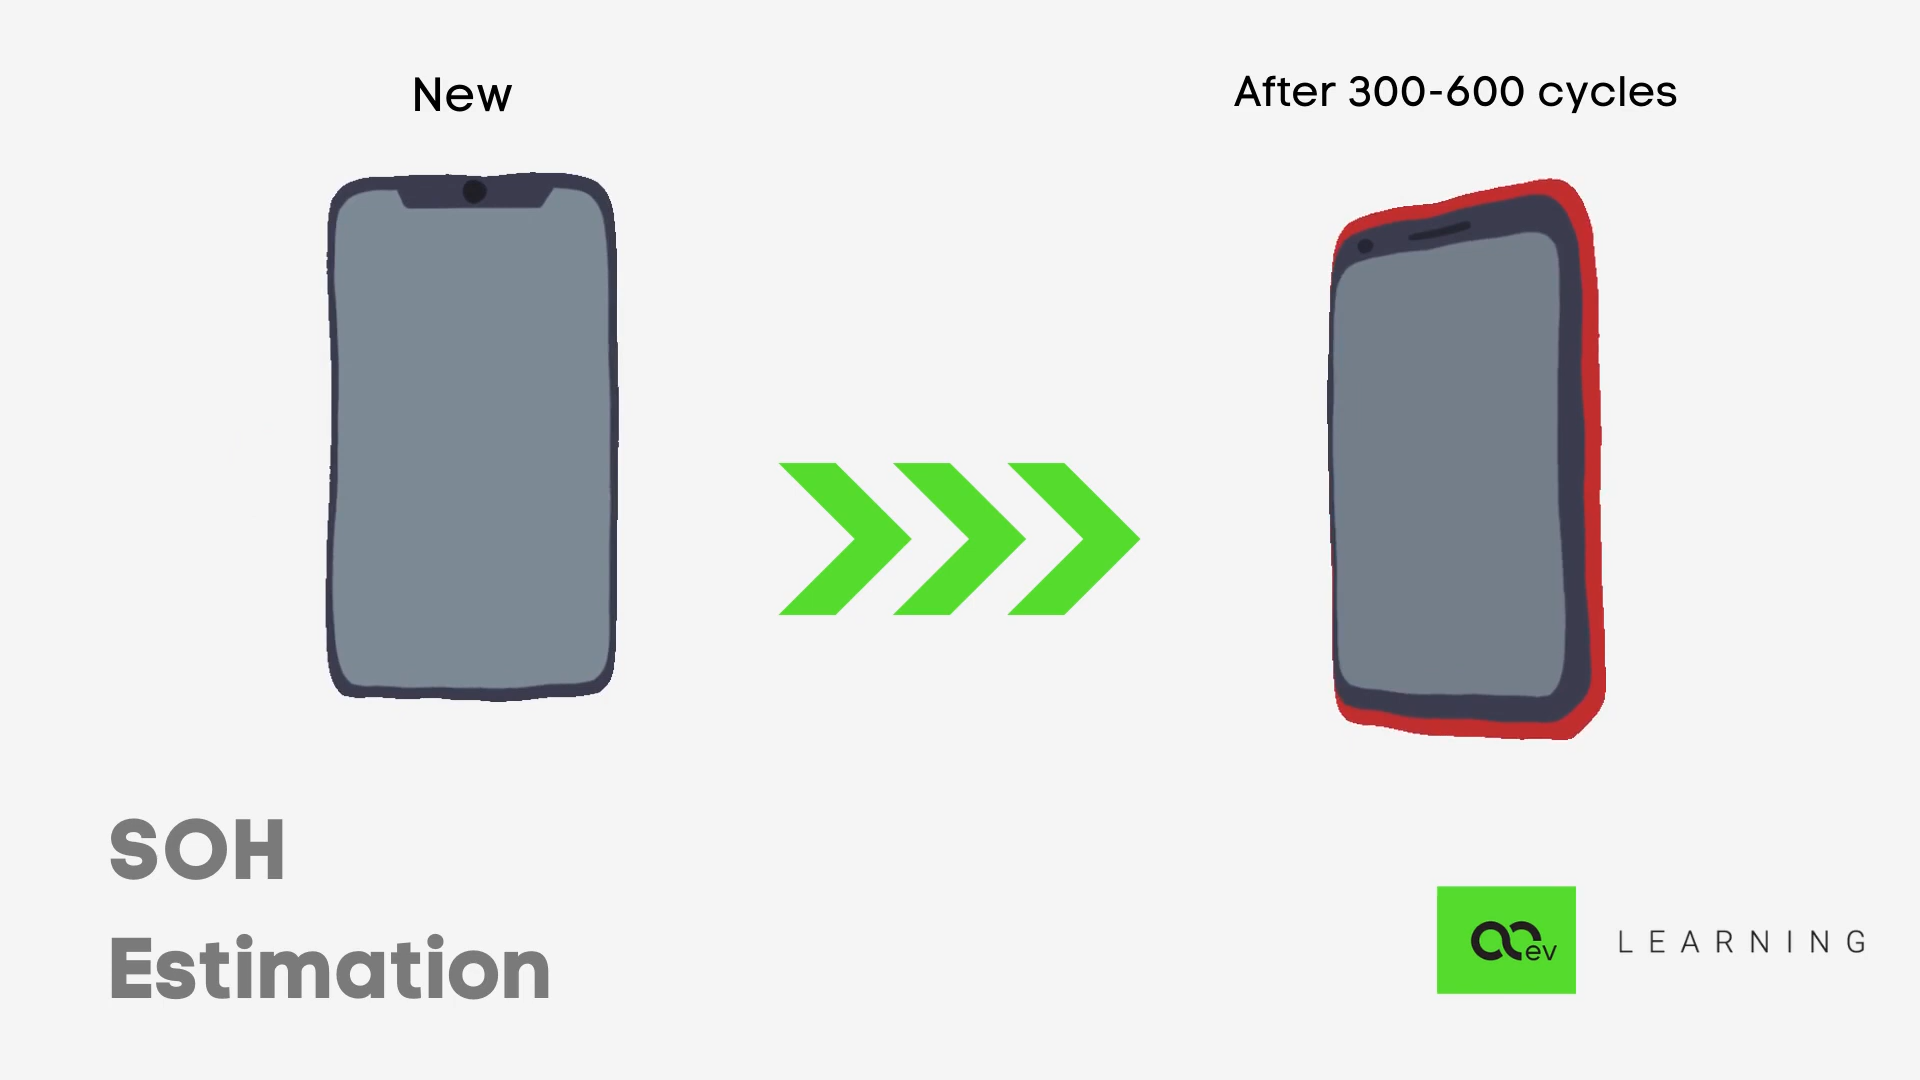 New
After 300-600 cycles
SOH
Estimation
ev
LEARNING